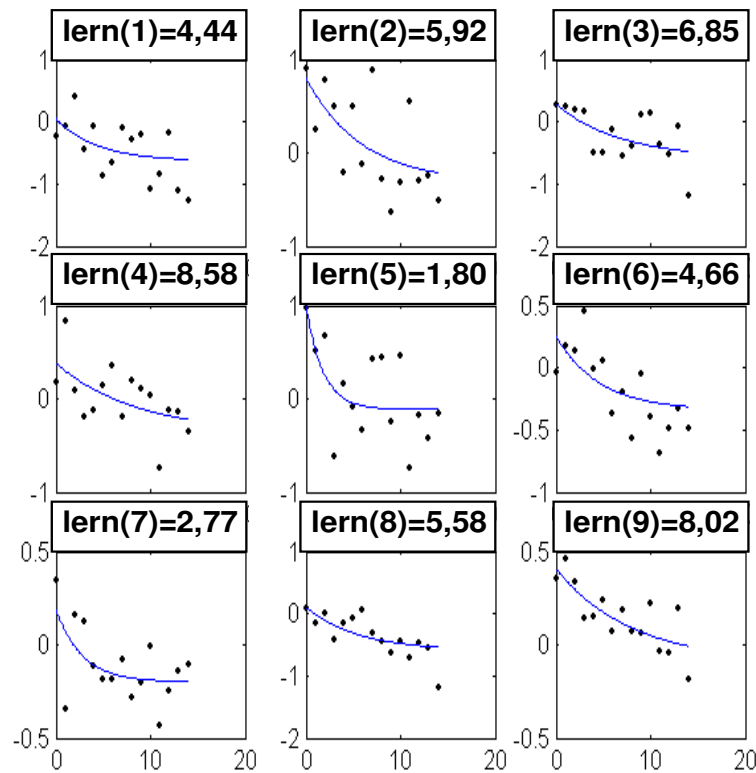 lern(1)=4,44 lern(2)=5,92 lern(3)=6,85
1 1
0 0 0
-1 -1
-2 -1 -2
lern(4)=8,58 lern(5)=1,80 lern(6)=4,66
1 1 0.5
0 0 0
-0.5
-1 -1 -1
lern(7)=2,77 lern(8)=5,58 lern(9)=8,02
0.5 1 0.5
0 0 0
-1
-0.5 -2 -0.5
0 10 20 0 10 20 0 10 20